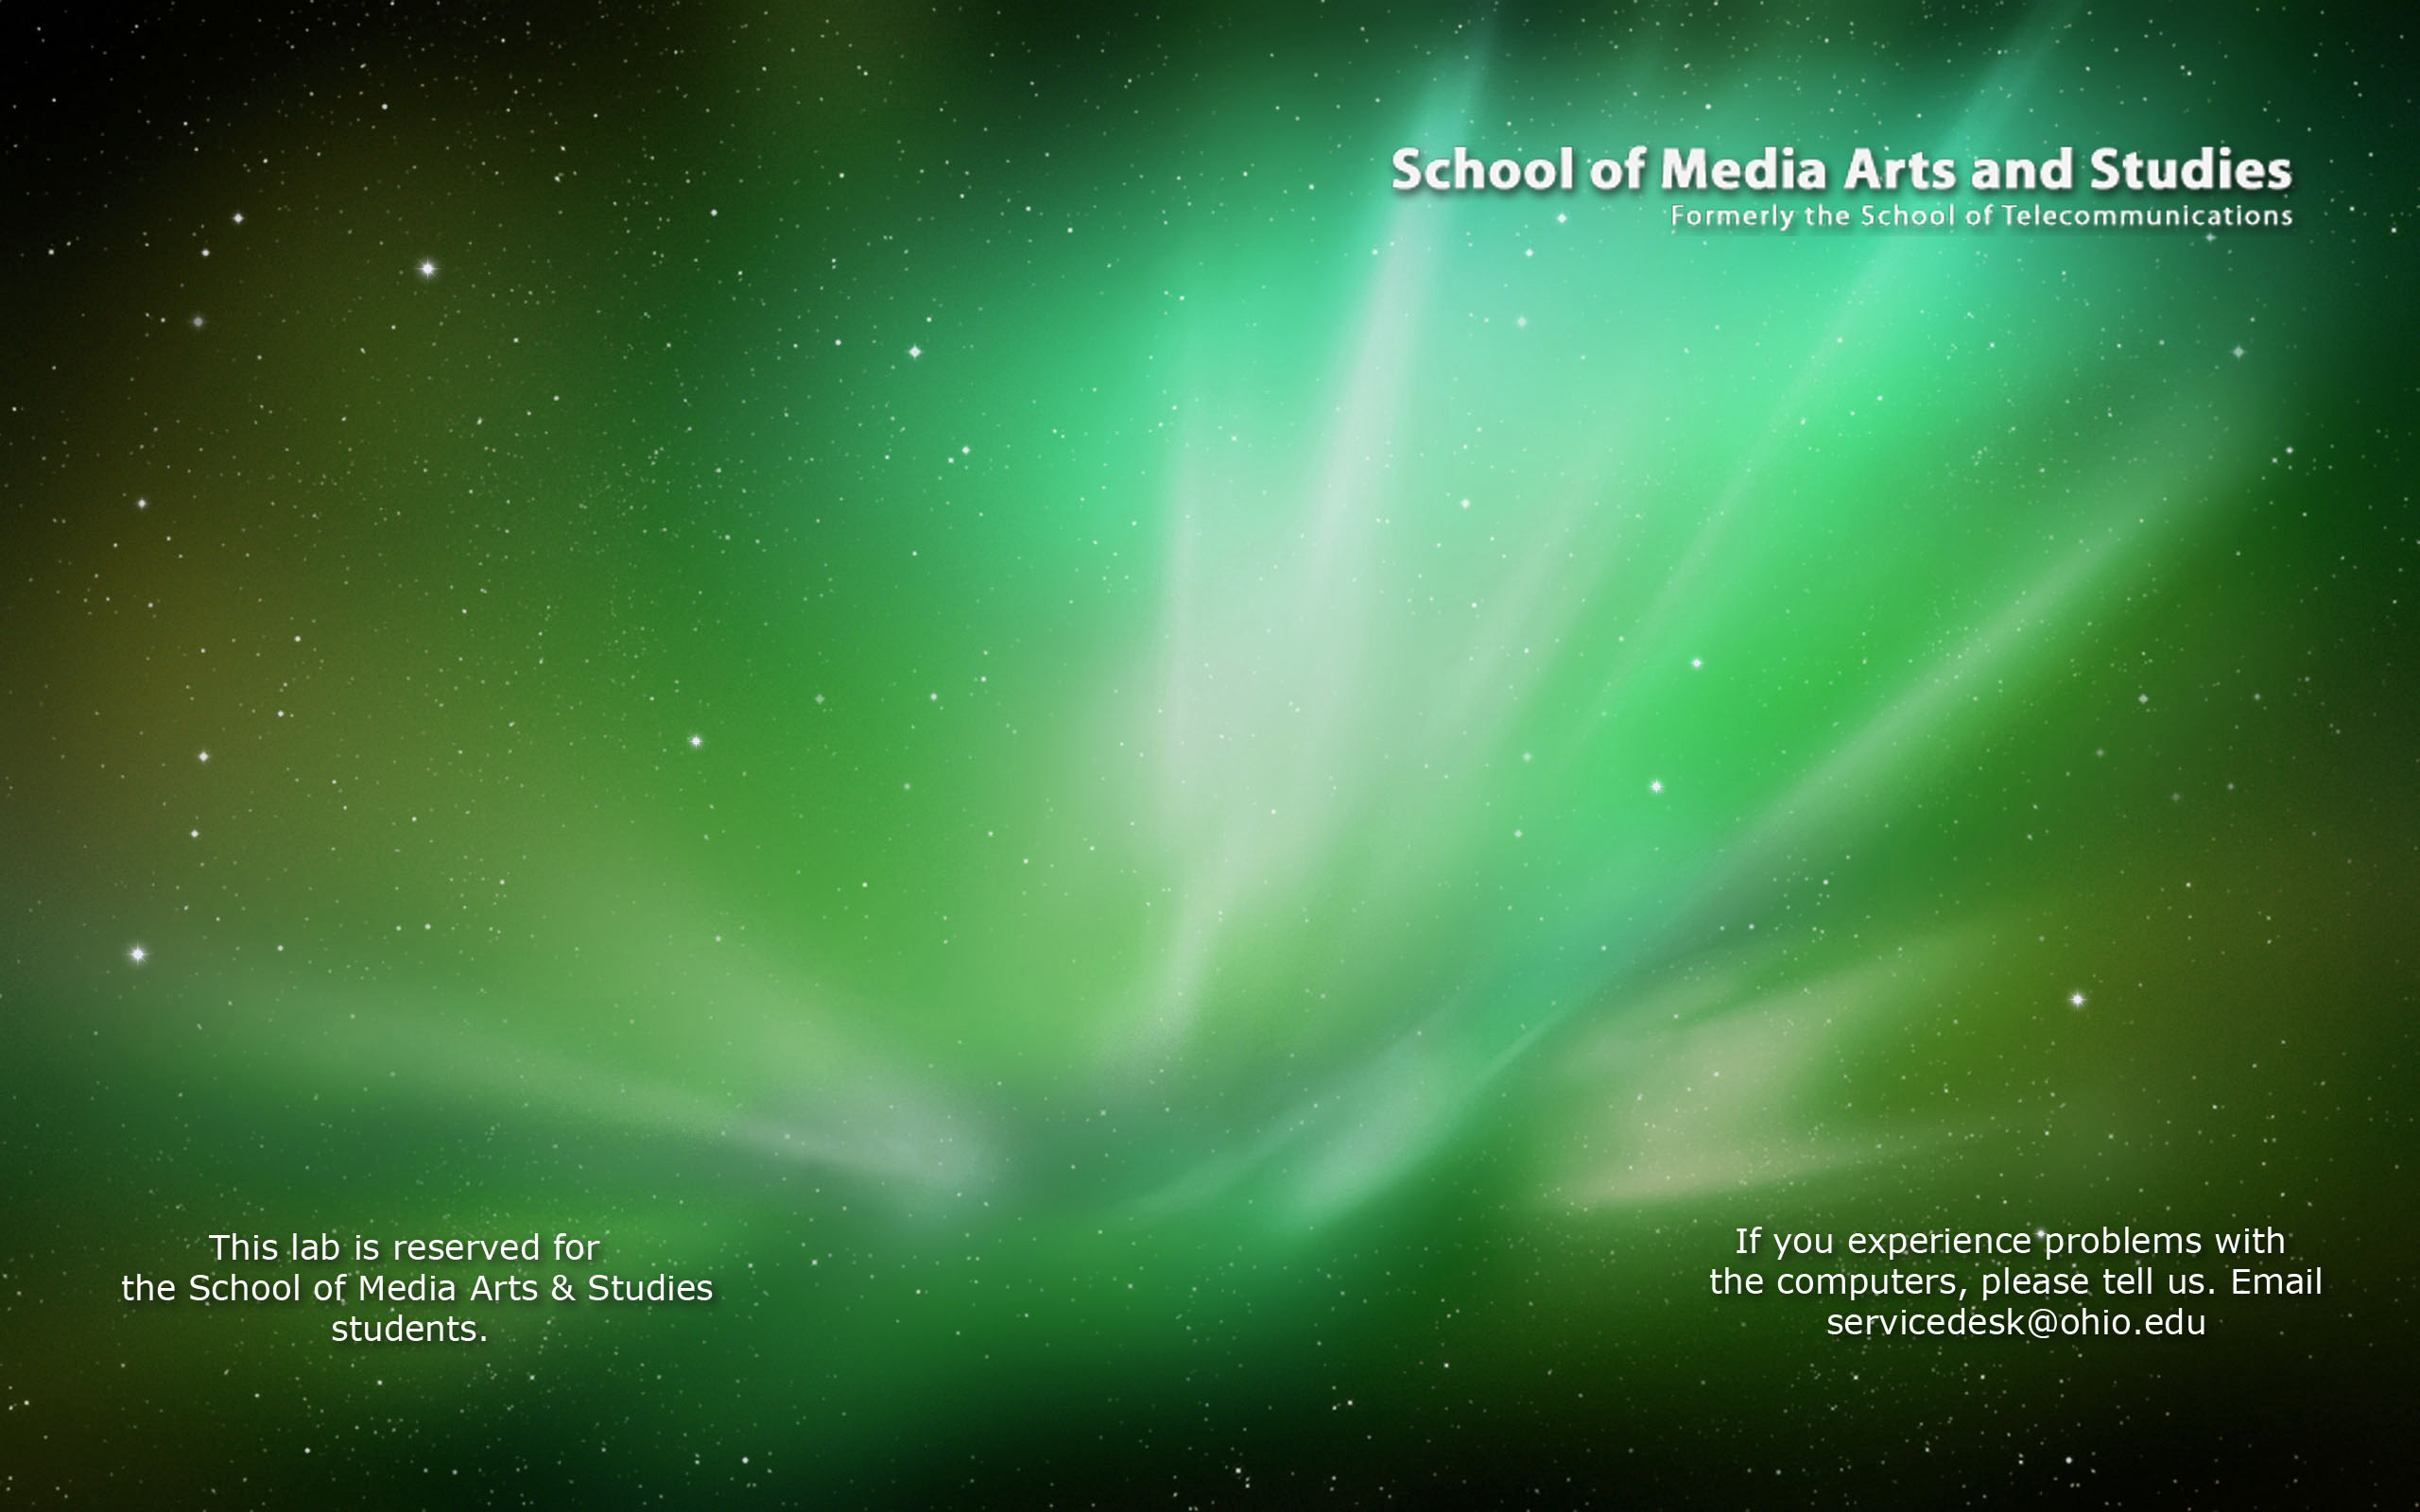 School of Media Arts and Studies
Formerly the School of Telecommunications
This lab is reserved for
the School of Media Arts & Studies
students.
If you experience problems with
the computers, please tell us. Email
servicedesk@ohio.edu